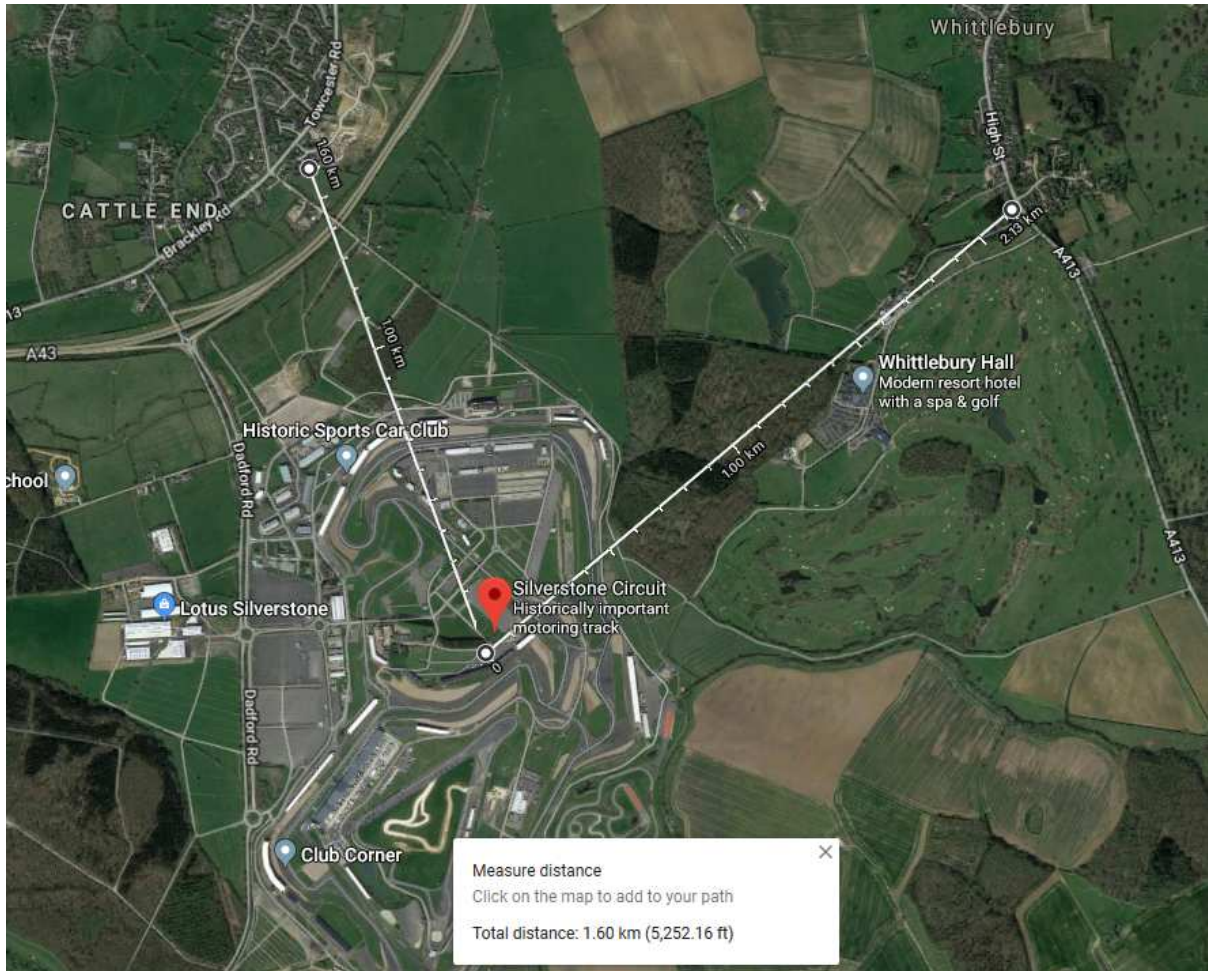 Whittlebury
Towcester Rd
1.60 km
High St
CATTLE END
Brackley Rd
2.13 km
A413
13
1.00 km
A43
Whittlebury Hall
Modern resort hotel
with a spa & golf
Historic Sports Car Club
1.00 km
chool
Dadford Rd
A413
Silverstone Circuit
Historically important
motoring track
Lotus Silverstone
0
Dadford Rd
Club Corner
Measure distance
Click on the map to add to your path
Total distance: 1.60 km (5,252.16 ft)